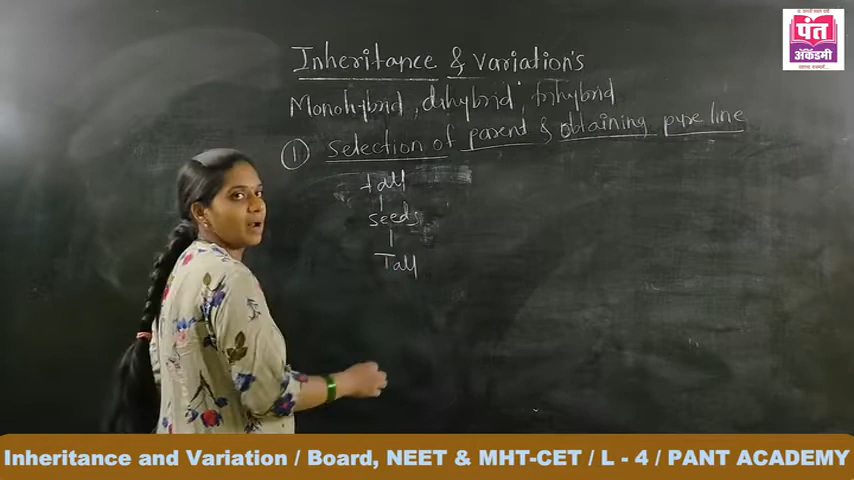 पंत
अ‍ॅकॅडमी
Inheritance & Variation's
Monohybrid, dihybrid, trihybrid
① Selection of parent & obtaining pure line
tall
seeds
Tall
Inheritance and Variation / Board, NEET & MHT-CET / L - 4 / PANT ACADEMY